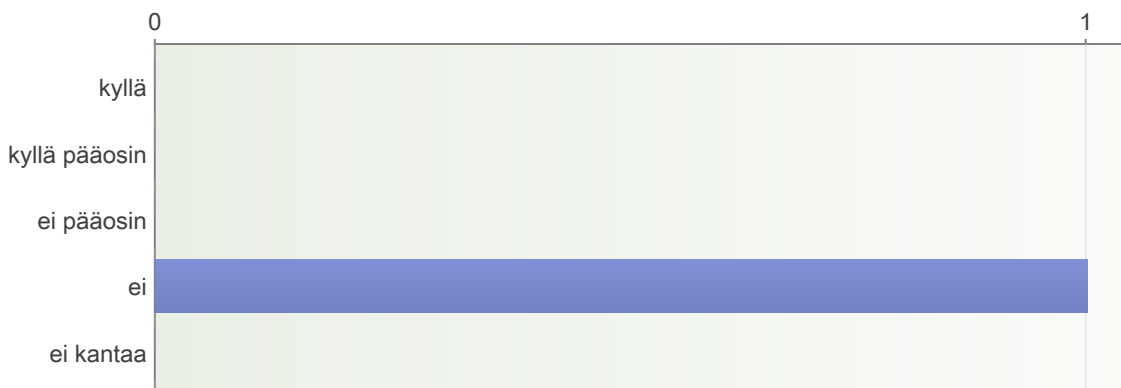 0 1
kyllä
kyllä pääosin
ei pääosin
ei
ei kantaa